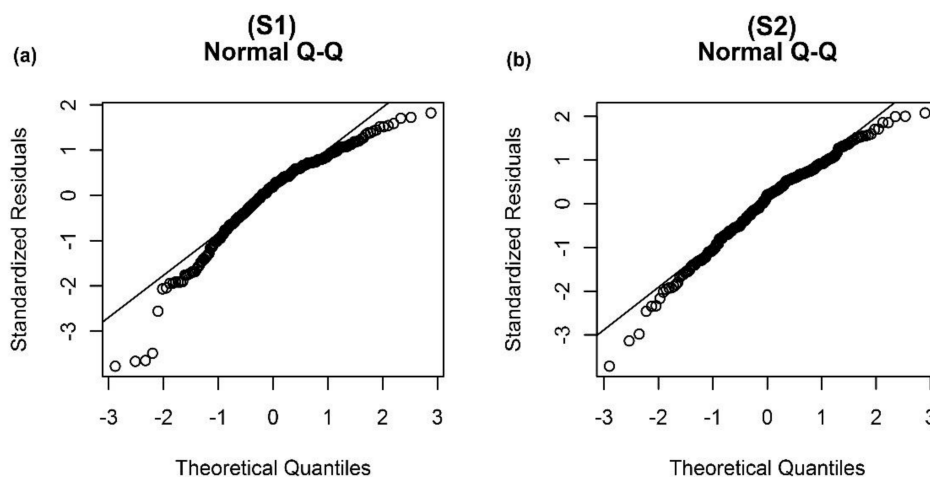 (S1)
Normal Q-Q
(a)
Standardized Residuals
2
1
0
-1
-2
-3
-3 -2 -1 0 1 2 3
Theoretical Quantiles
(S2)
Normal Q-Q
(b)
Standardized Residuals
2
1
0
-1
-2
-3
-3 -2 -1 0 1 2 3
Theoretical Quantiles